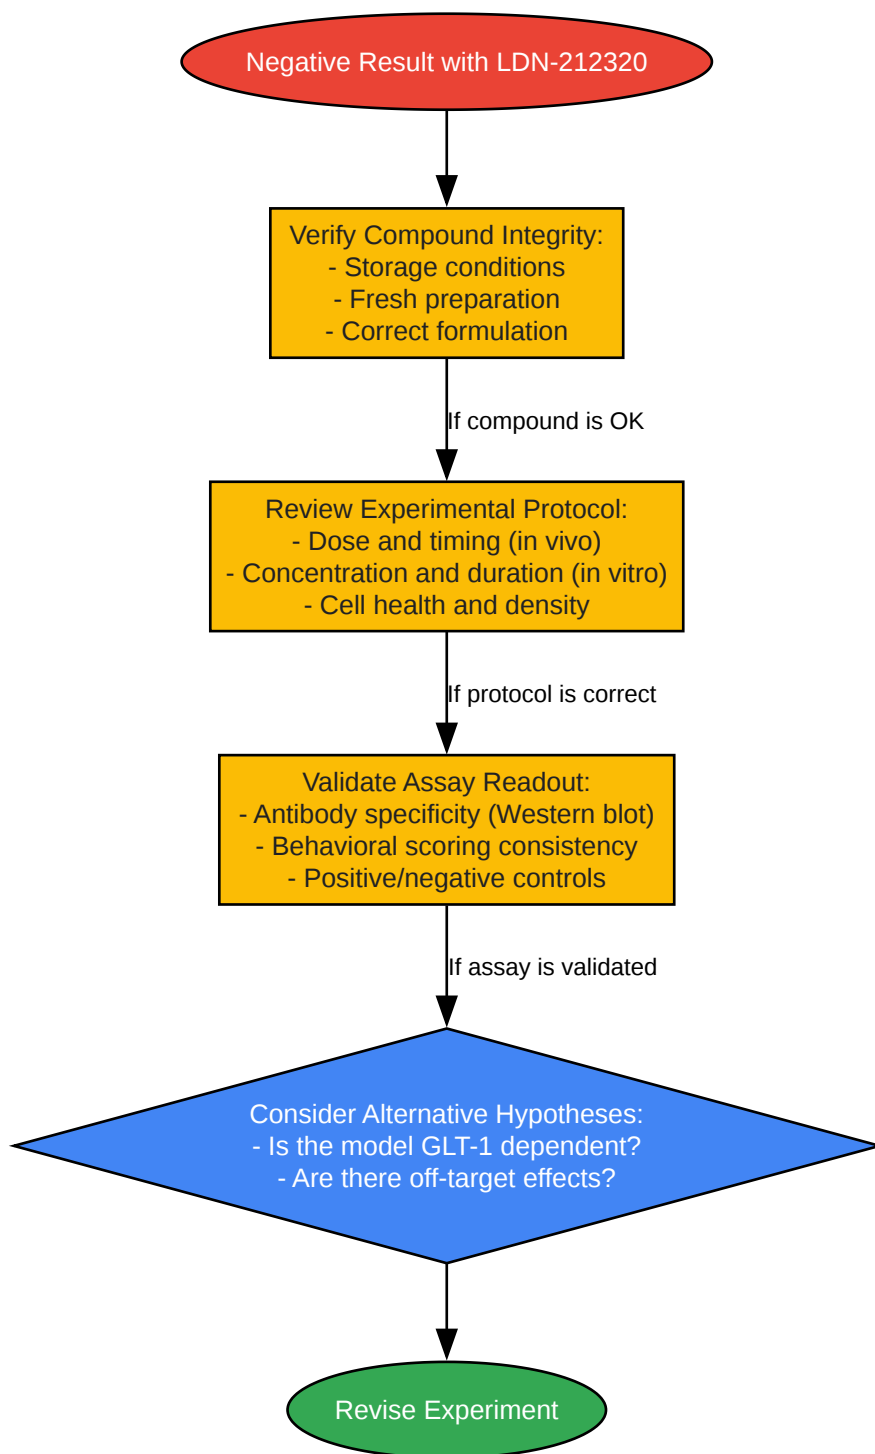 Negative Result with LDN-212320
Verify Compound Integrity:
- Storage conditions
- Fresh preparation
- Correct formulation
If compound is OK
Review Experimental Protocol:
- Dose and timing (in vivo)
- Concentration and duration (in vitro)
- Cell health and density
If protocol is correct
Validate Assay Readout:
- Antibody specificity (Western blot)
- Behavioral scoring consistency
- Positive/negative controls
If assay is validated
Consider Alternative Hypotheses:
- Is the model GLT-1 dependent?
- Are there off-target effects?
Revise Experiment